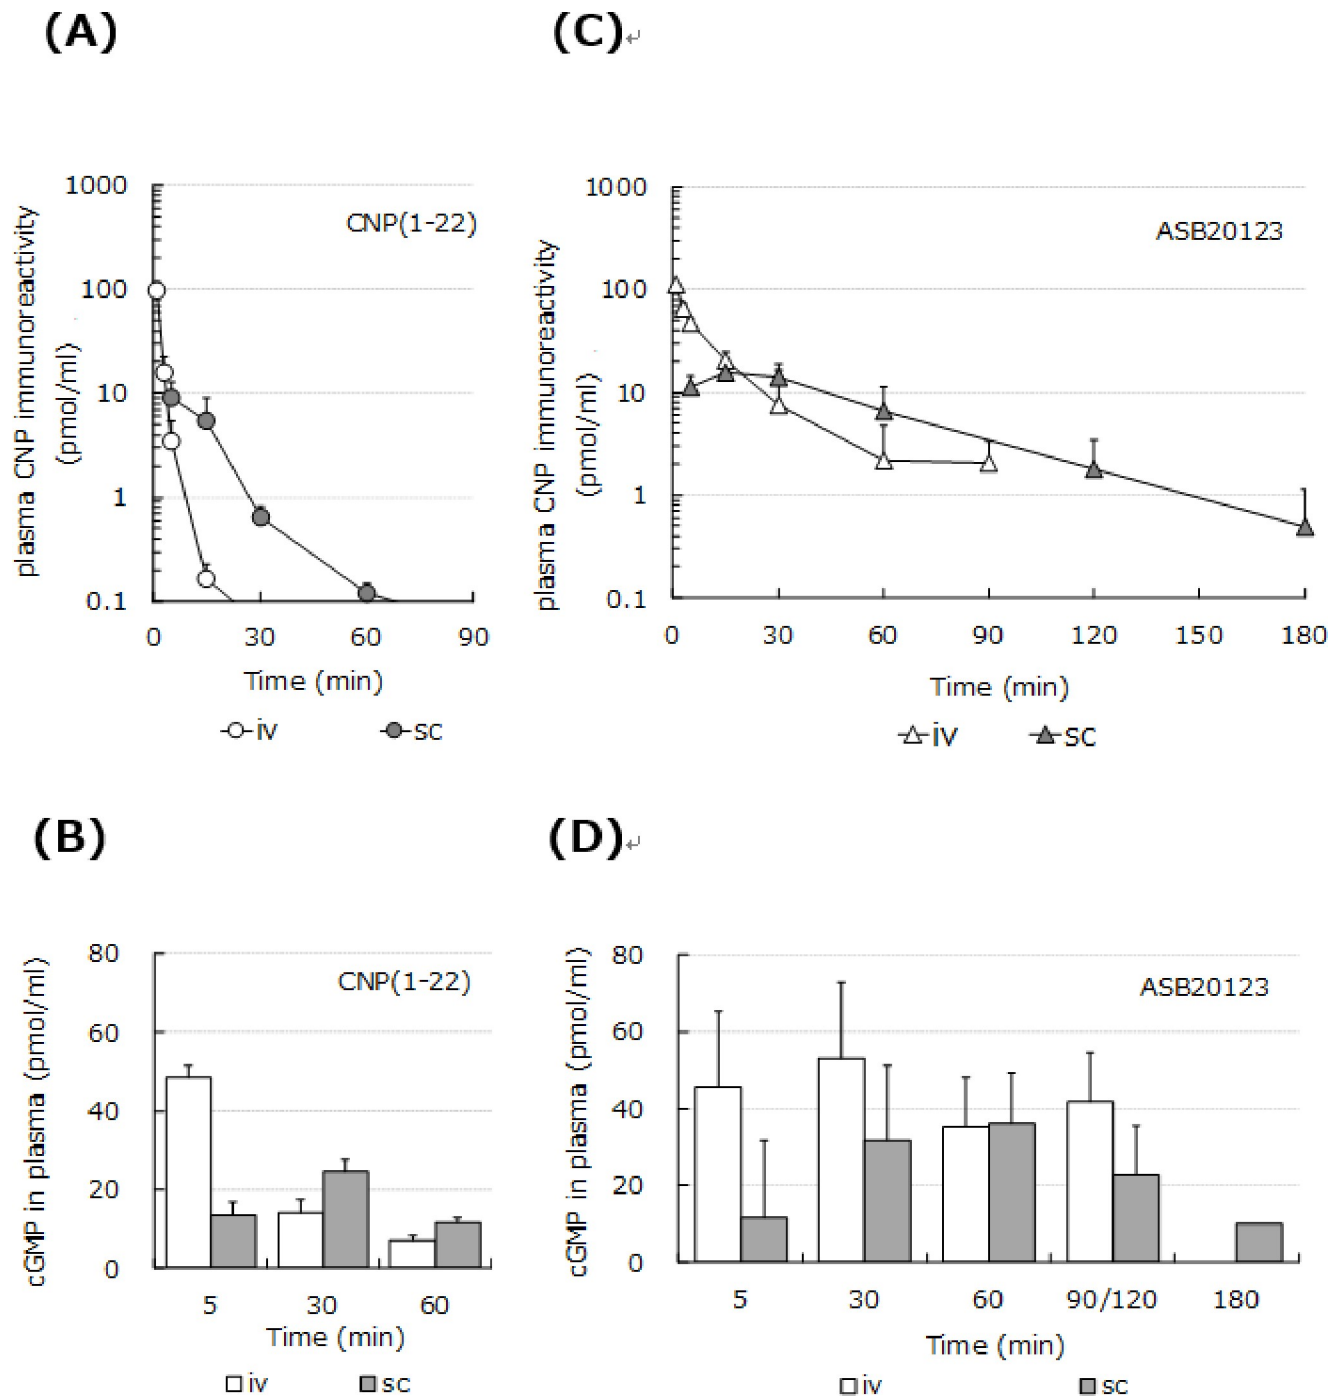 (A)
plasma CNP immunoreactivity
(pmol/ml)
1000
100
10
1
0.1
CNP(1-22)
0 30 60 90
Time (min)
iv sc
(C)↵
plasma CNP immunoreactivity
(pmol/ml)
1000
100
10
1
0.1
ASB20123
0 30 60 90 120 150 180
Time (min)
iv sc
(B)
cGMP in plasma (pmol/ml)
80
60
40
20
0
CNP(1-22)
5 30 60
Time (min)
iv sc
(D)↵
cGMP in plasma (pmol/ml)
80
60
40
20
0
ASB20123
5 30 60 90/120 180
Time (min)
iv sc